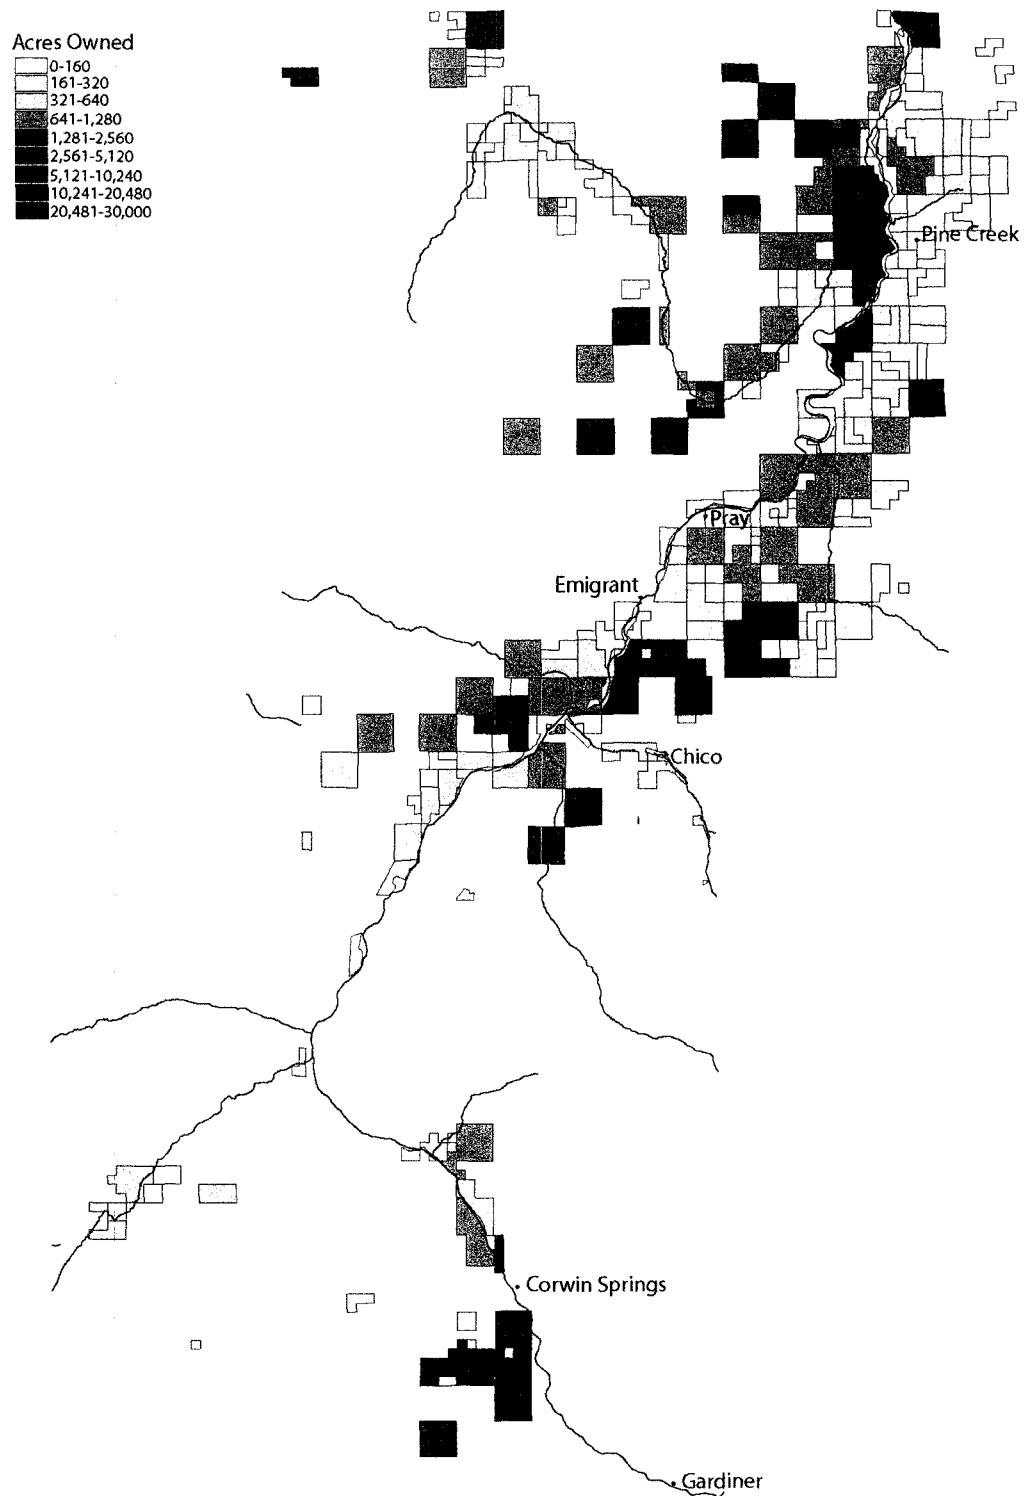 Acres Owned
0-160
161-320
321-640
641-1,280
1,281-2,560
2,561-5,120
5,121-10,240
10,241-20,480
20,481-30,000
Pine Creek
Pray
Emigrant
Chico
Corwin Springs
Gardiner